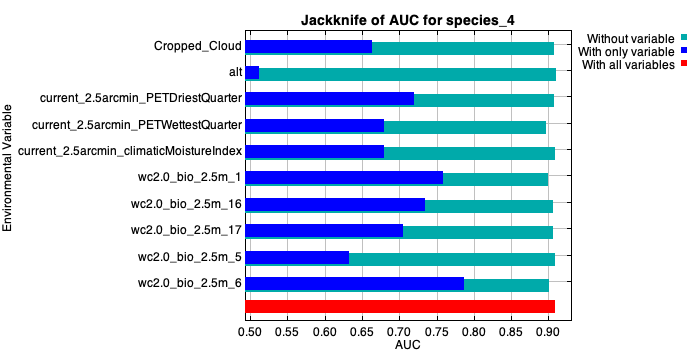 Jackknife of AUC for species_4
Without variable
With only variable
With all variables
Environmental Variable
Cropped_Cloud
alt
current_2.5arcmin_PETDriestQuarter
current_2.5arcmin_PETWettestQuarter
current_2.5arcmin_climaticMoistureIndex
wc2.0_bio_2.5m_1
wc2.0_bio_2.5m_16
wc2.0_bio_2.5m_17
wc2.0_bio_2.5m_5
wc2.0_bio_2.5m_6
0.50 0.55 0.60 0.65 0.70 0.75 0.80 0.85 0.90
AUC